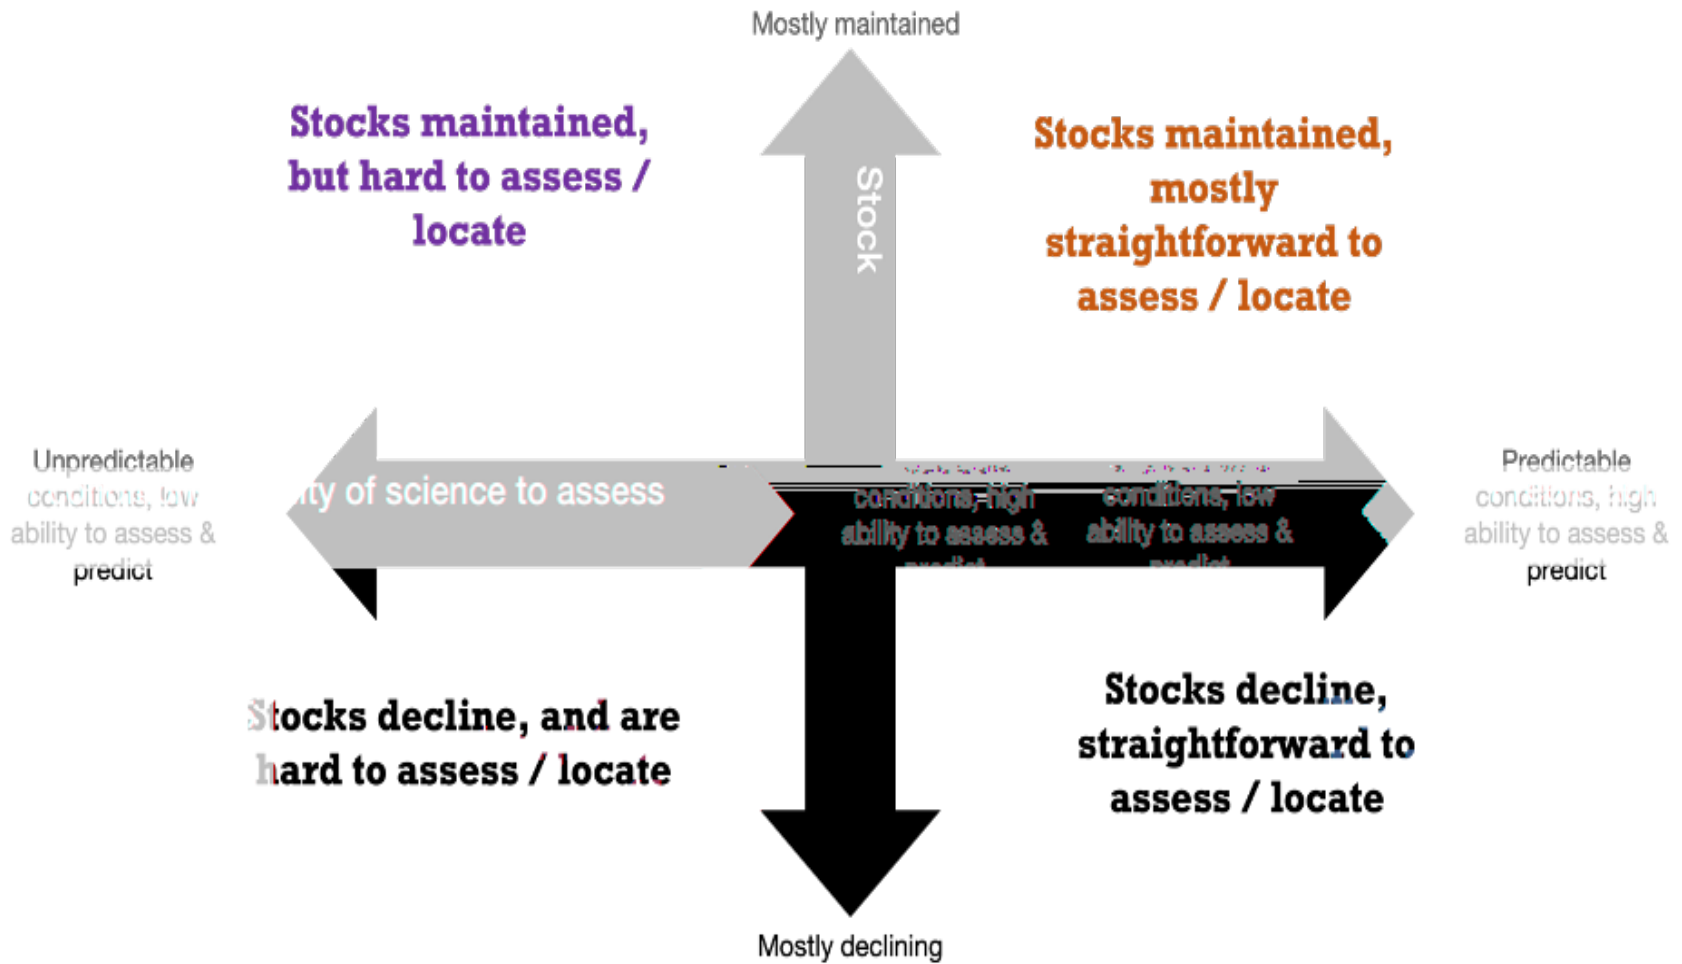 Mostly maintained
Stocks maintained,
but hard to assess /
locate
Stocks maintained,
mostly
straightforward to
assess / locate
Stock
Unpredictable
conditions, low
ability to assess &
predict
ity of science to assess
conditions, high
ability to assess &
predict
conditions, low
ability to assess &
predict
Predictable
conditions, high
ability to assess &
predict
Stocks decline, and are
hard to assess / locate
Stocks decline,
straightforward to
assess / locate
Mostly declining